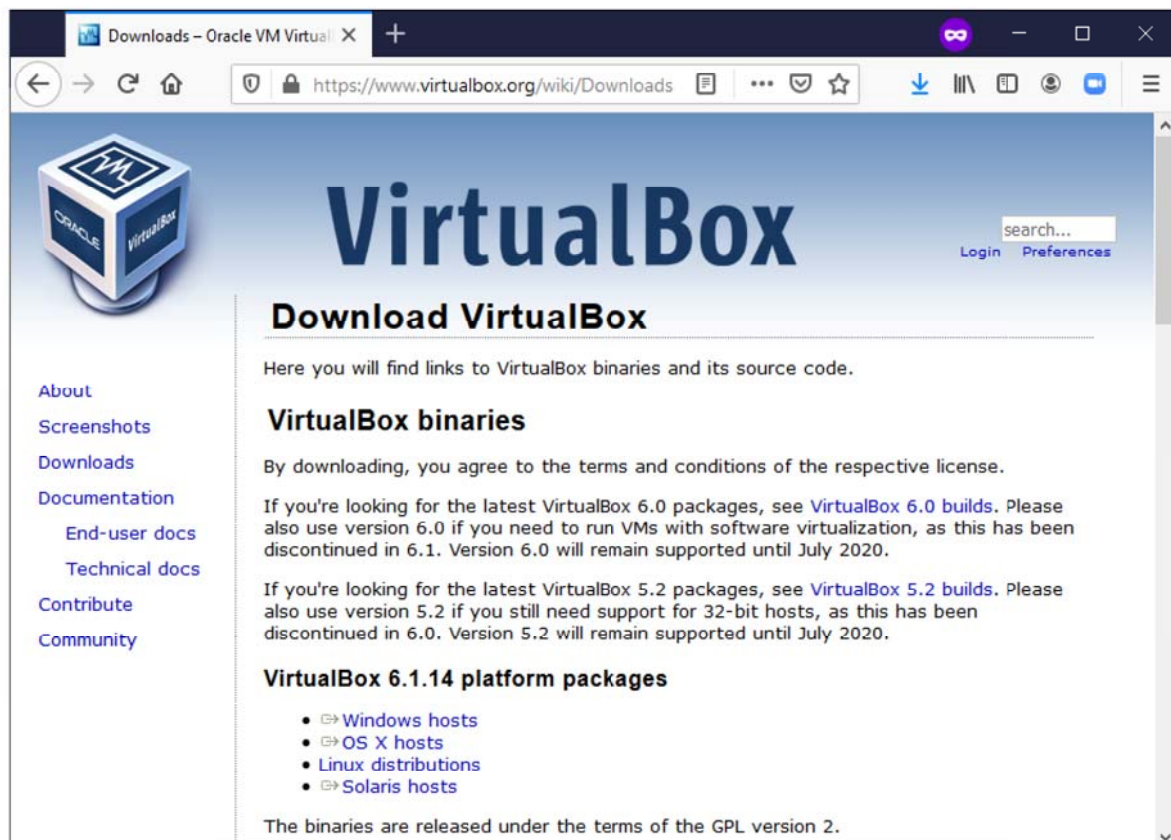 Downloads – Oracle VM Virtual
https://www.virtualbox.org/wiki/Downloads
ORACLE
VirtualBox
VirtualBox
search...
Login Preferences
About
Screenshots
Downloads
Documentation
End-user docs
Technical docs
Contribute
Community
Download VirtualBox
Here you will find links to VirtualBox binaries and its source code.
VirtualBox binaries
By downloading, you agree to the terms and conditions of the respective license.
If you're looking for the latest VirtualBox 6.0 packages, see VirtualBox 6.0 builds. Please
also use version 6.0 if you need to run VMs with software virtualization, as this has been
discontinued in 6.1. Version 6.0 will remain supported until July 2020.
If you're looking for the latest VirtualBox 5.2 packages, see VirtualBox 5.2 builds. Please
also use version 5.2 if you still need support for 32-bit hosts, as this has been
discontinued in 6.0. Version 5.2 will remain supported until July 2020.
VirtualBox 6.1.14 platform packages
Windows hosts
OS X hosts
Linux distributions
Solaris hosts
The binaries are released under the terms of the GPL version 2.